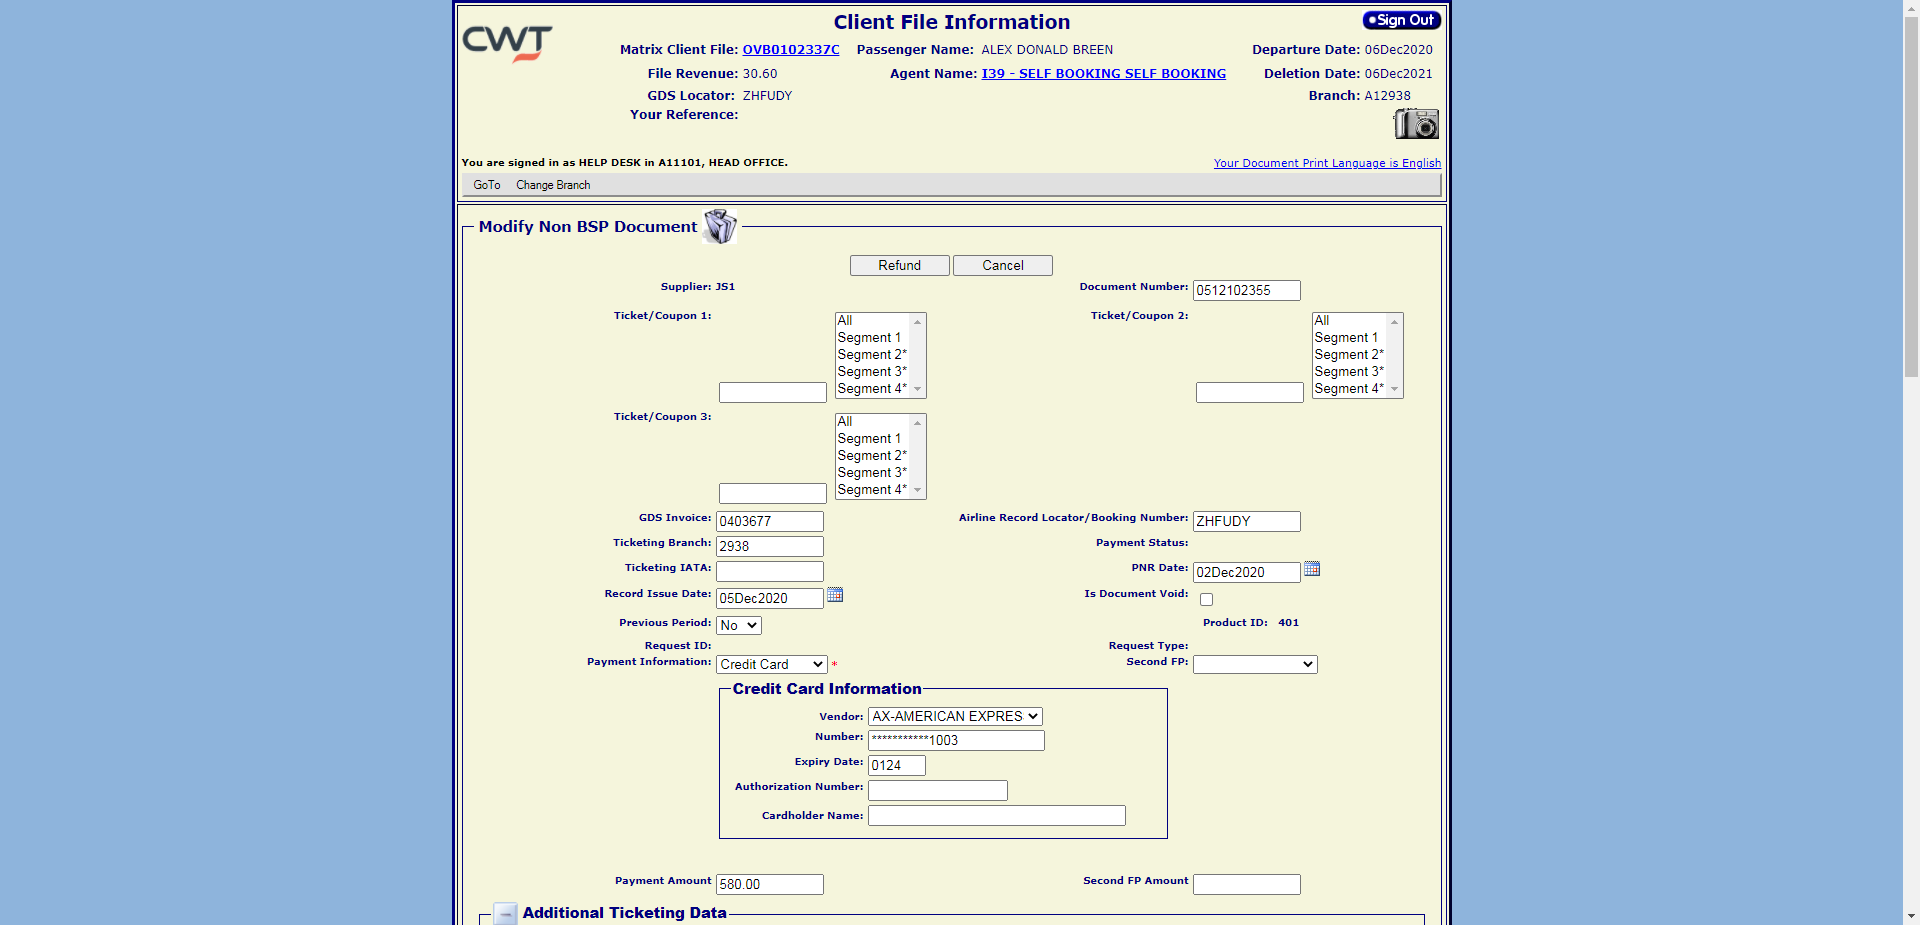 CWT
Client File Information
Sign Out
Matrix Client File: OVB0102337C Passenger Name: ALEX DONALD BREEN Departure Date: 06Dec2020
File Revenue: 30.60 Agent Name: I39 - SELF BOOKING SELF BOOKING Deletion Date: 06Dec2021
GDS Locator: ZHFUDY Branch: A12938
Your Reference:
You are signed in as HELP DESK in A11101, HEAD OFFICE. Your Document Print Language is English
GoTo Change Branch
Modify Non BSP Document
Refund Cancel
Supplier: JS1 Document Number: 0512102355
Ticket/Coupon 1: Ticket/Coupon 2:
All All
Segment 1 Segment 1
Segment 2* Segment 2*
Segment 3* Segment 3*
Segment 4* Segment 4*
Ticket/Coupon 3:
All
Segment 1
Segment 2*
Segment 3*
Segment 4*
GDS Invoice: 0403677 Airline Record Locator/Booking Number: ZHFUDY
Ticketing Branch: 2938 Payment Status:
Ticketing IATA: PNR Date: 02Dec2020
Record Issue Date: 05Dec2020 Is Document Void:
Previous Period: No Product ID: 401
Request ID: Request Type:
Payment Information: Credit Card * Second FP:
Credit Card Information
Vendor: AX-AMERICAN EXPRES
Number: ***********1003
Expiry Date: 0124
Authorization Number:
Cardholder Name:
Payment Amount 580.00 Second FP Amount
Additional Ticketing Data